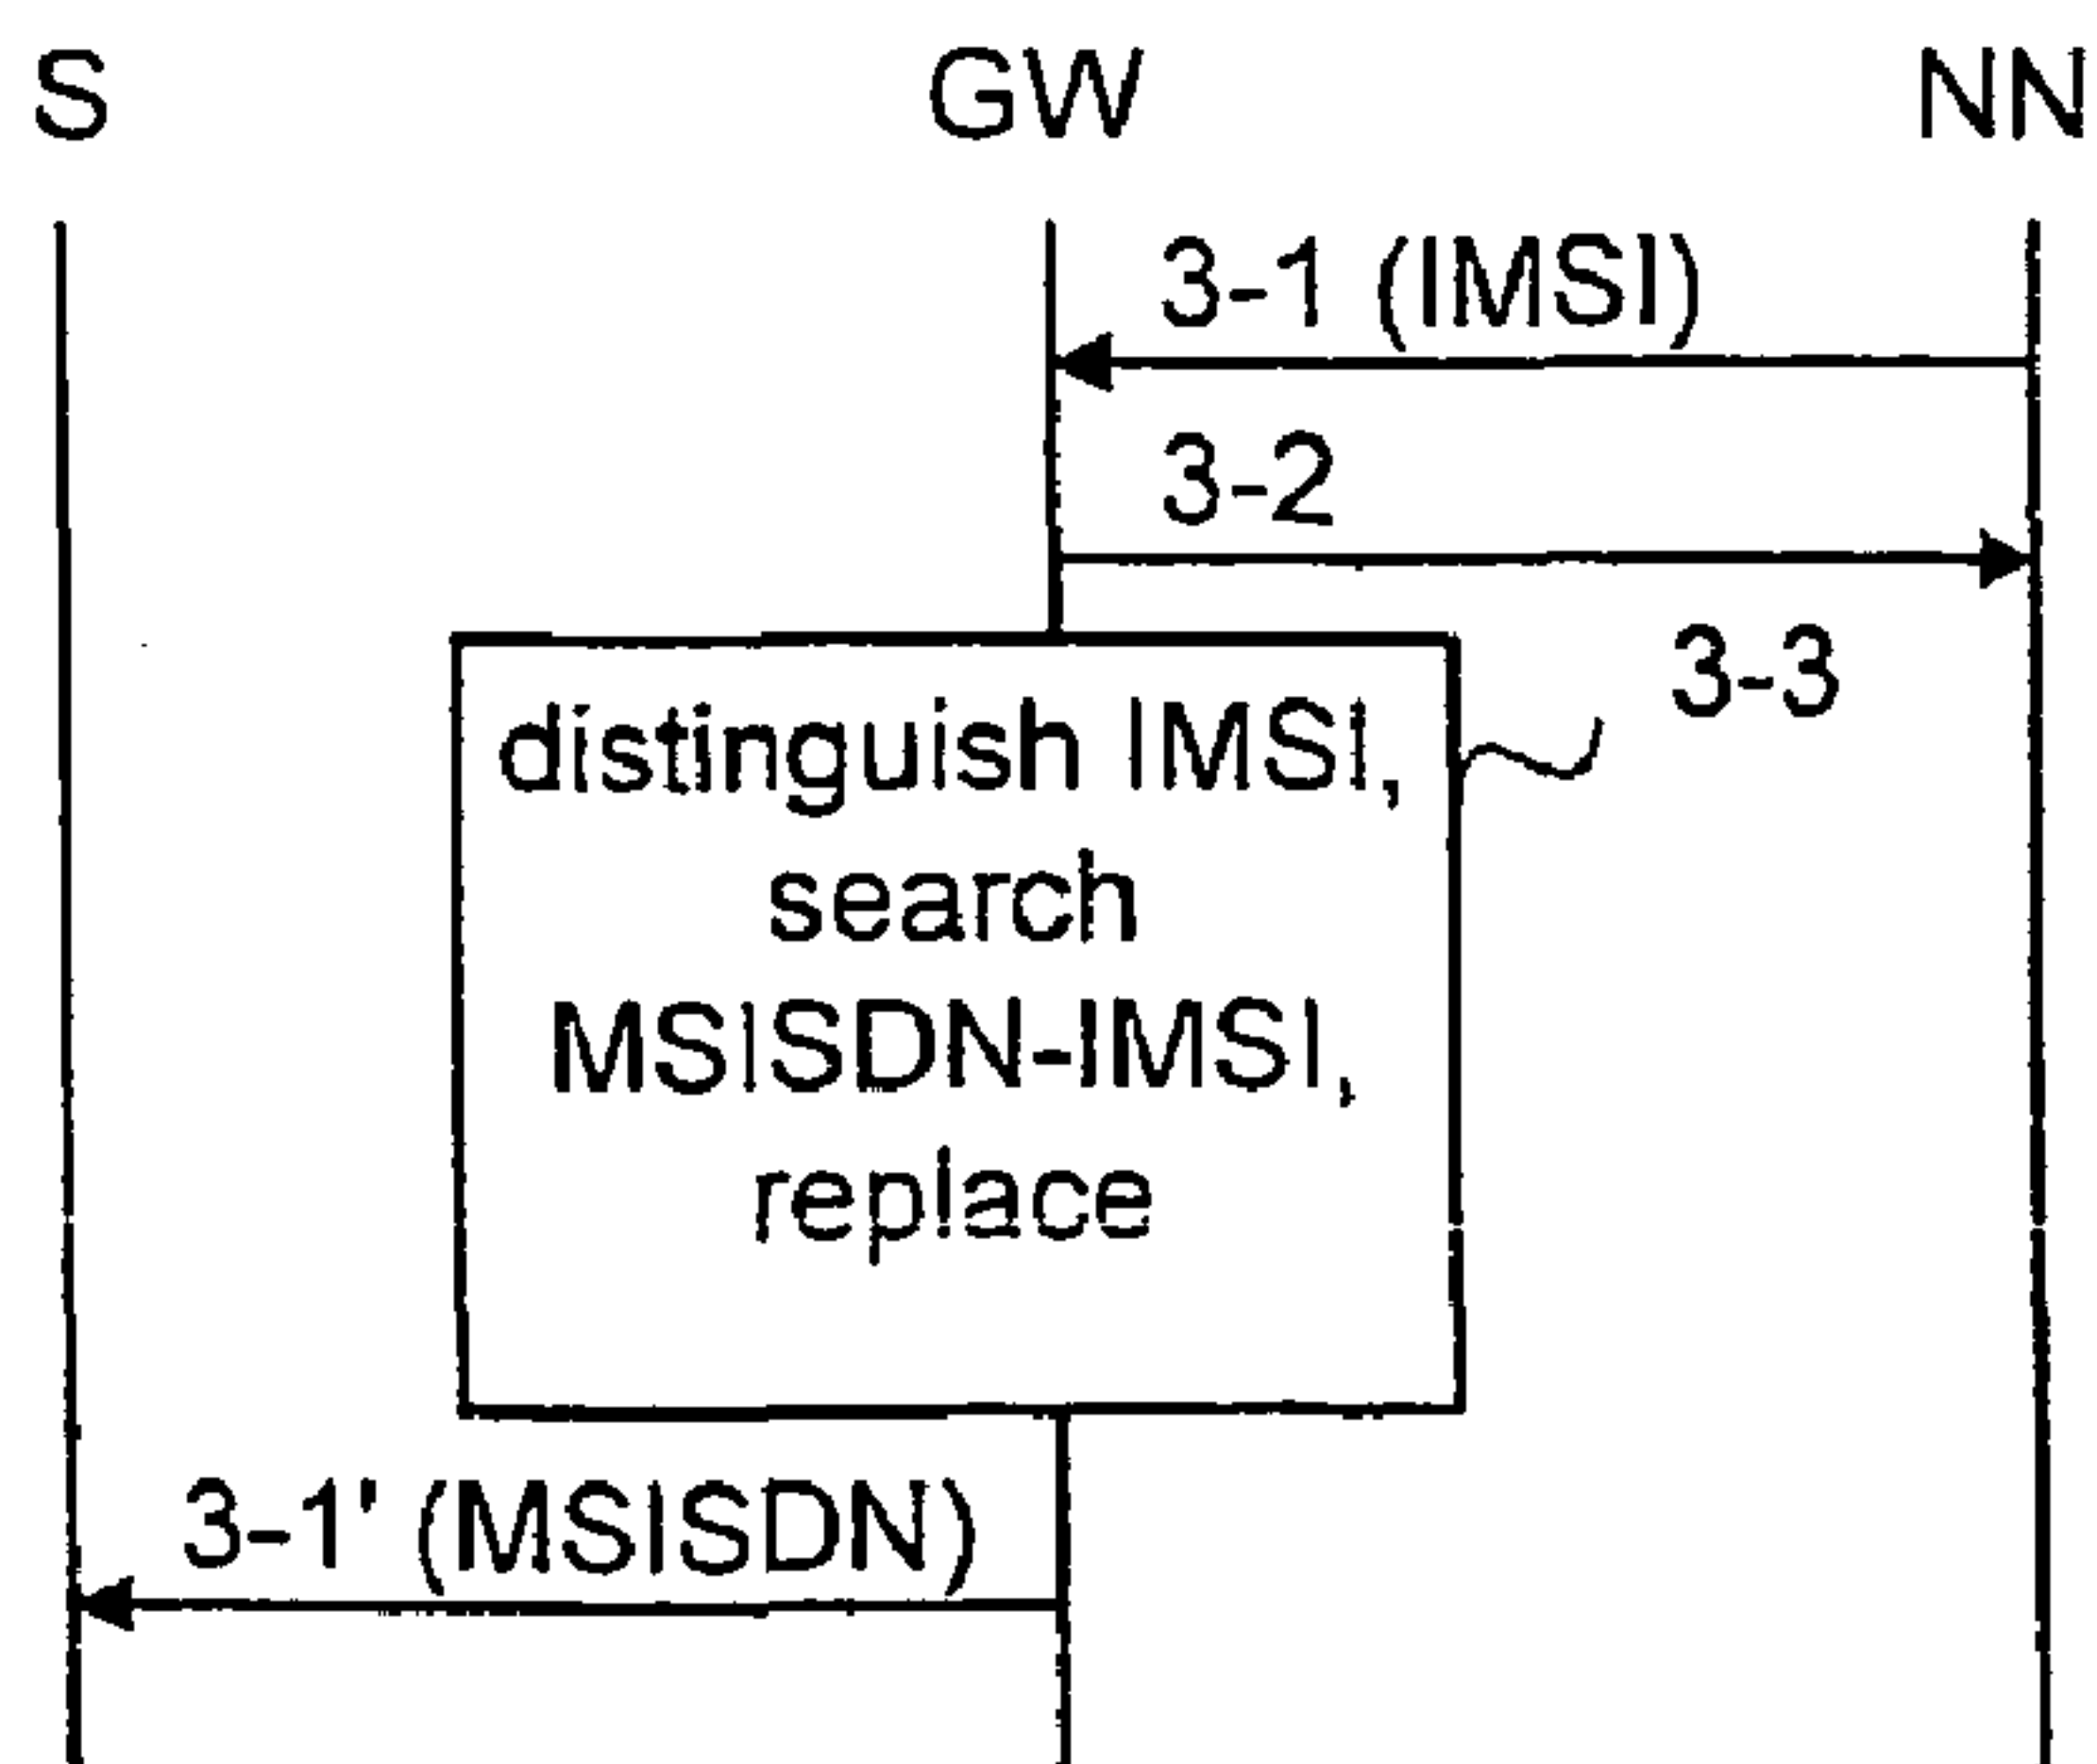 S GW NN
3-1 (IMSI)
3-2
3-3
distinguish IMSI,
search
MSISDN-IMSI,
replace
3-1' (MSISDN)